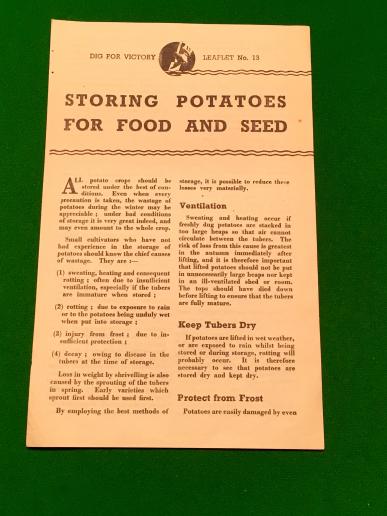 DIG FOR VICTORY LEAFLET No. 13
STORING POTATOES
FOR FOOD AND SEED
ALL potato crops should be
stored under the best of con-
ditions. Even when every
precaution is taken, the wastage of
potatoes during the winter may be
appreciable ; under bad conditions
of storage it is very great indeed, and
may even amount to the whole crop.
Small cultivators who have not
had experience in the storage of
potatoes should know the chief causes
of wastage. They are :—
(1) sweating, heating and consequent
rotting ; often due to insufficient
ventilation, especially if the tubers
are immature when stored ;
(2) rotting ; due to exposure to rain
or to the potatoes being unduly wet
when put into storage ;
(3) injury from frost ; due to in-
sufficient protection ;
(4) decay ; owing to disease in the
tubers at the time of storage.
Loss in weight by shrivelling is also
caused by the sprouting of the tubers
in spring. Early varieties which
sprout first should be used first.
By employing the best methods of
storage, it is possible to reduce these
losses very materially.
Ventilation
Sweating and heating occur if
freshly dug potatoes are stacked in
too large heaps so that air cannot
circulate between the tubers. The
risk of loss from this cause is greatest
in the autumn immediately after
lifting, and it is therefore important
that lifted potatoes should not be put
in unnecessarily large heaps nor kept
in an ill-ventilated shed or room.
The tops should have died down
before lifting to ensure that the tubers
are fully mature.
Keep Tubers Dry
If potatoes are lifted in wet weather,
or are exposed to rain whilst being
stored or during storage, rotting will
probably occur. It is therefore
necessary to see that potatoes are
stored dry and kept dry.
Protect from Frost
Potatoes are easily damaged by even